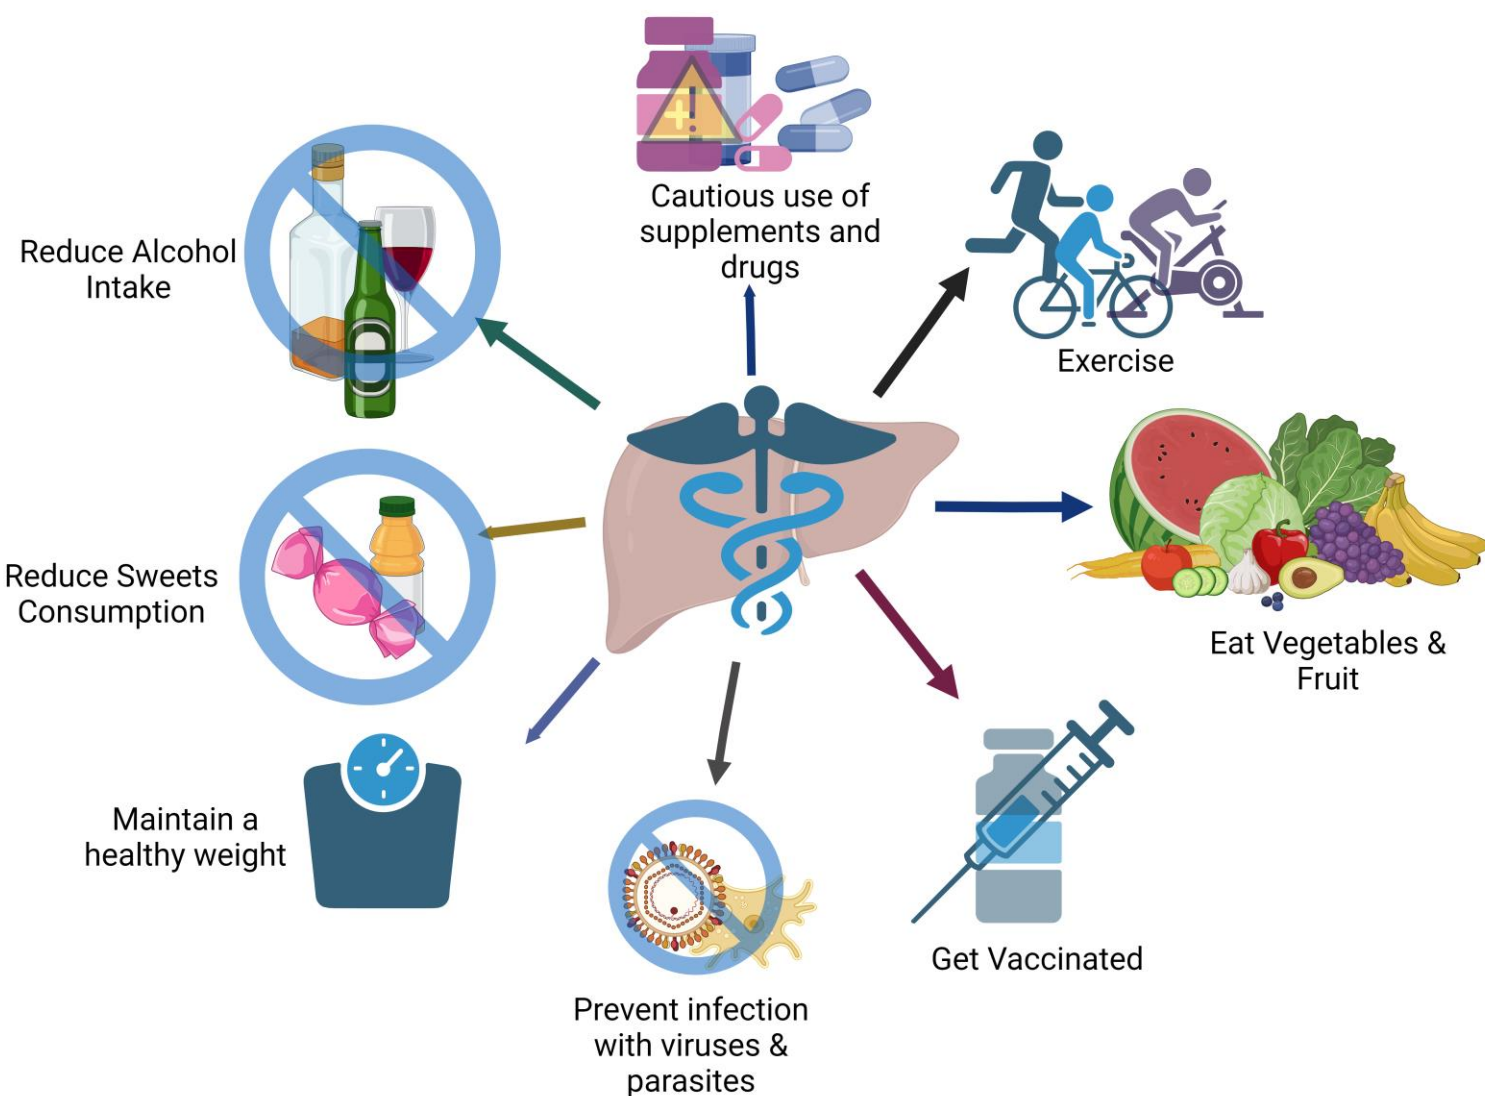 Cautious use of
supplements and
drugs
Reduce Alcohol
Intake
Exercise
Reduce Sweets
Consumption
Eat Vegetables &
Fruit
Maintain a
healthy weight
Get Vaccinated
Prevent infection
with viruses &
parasites